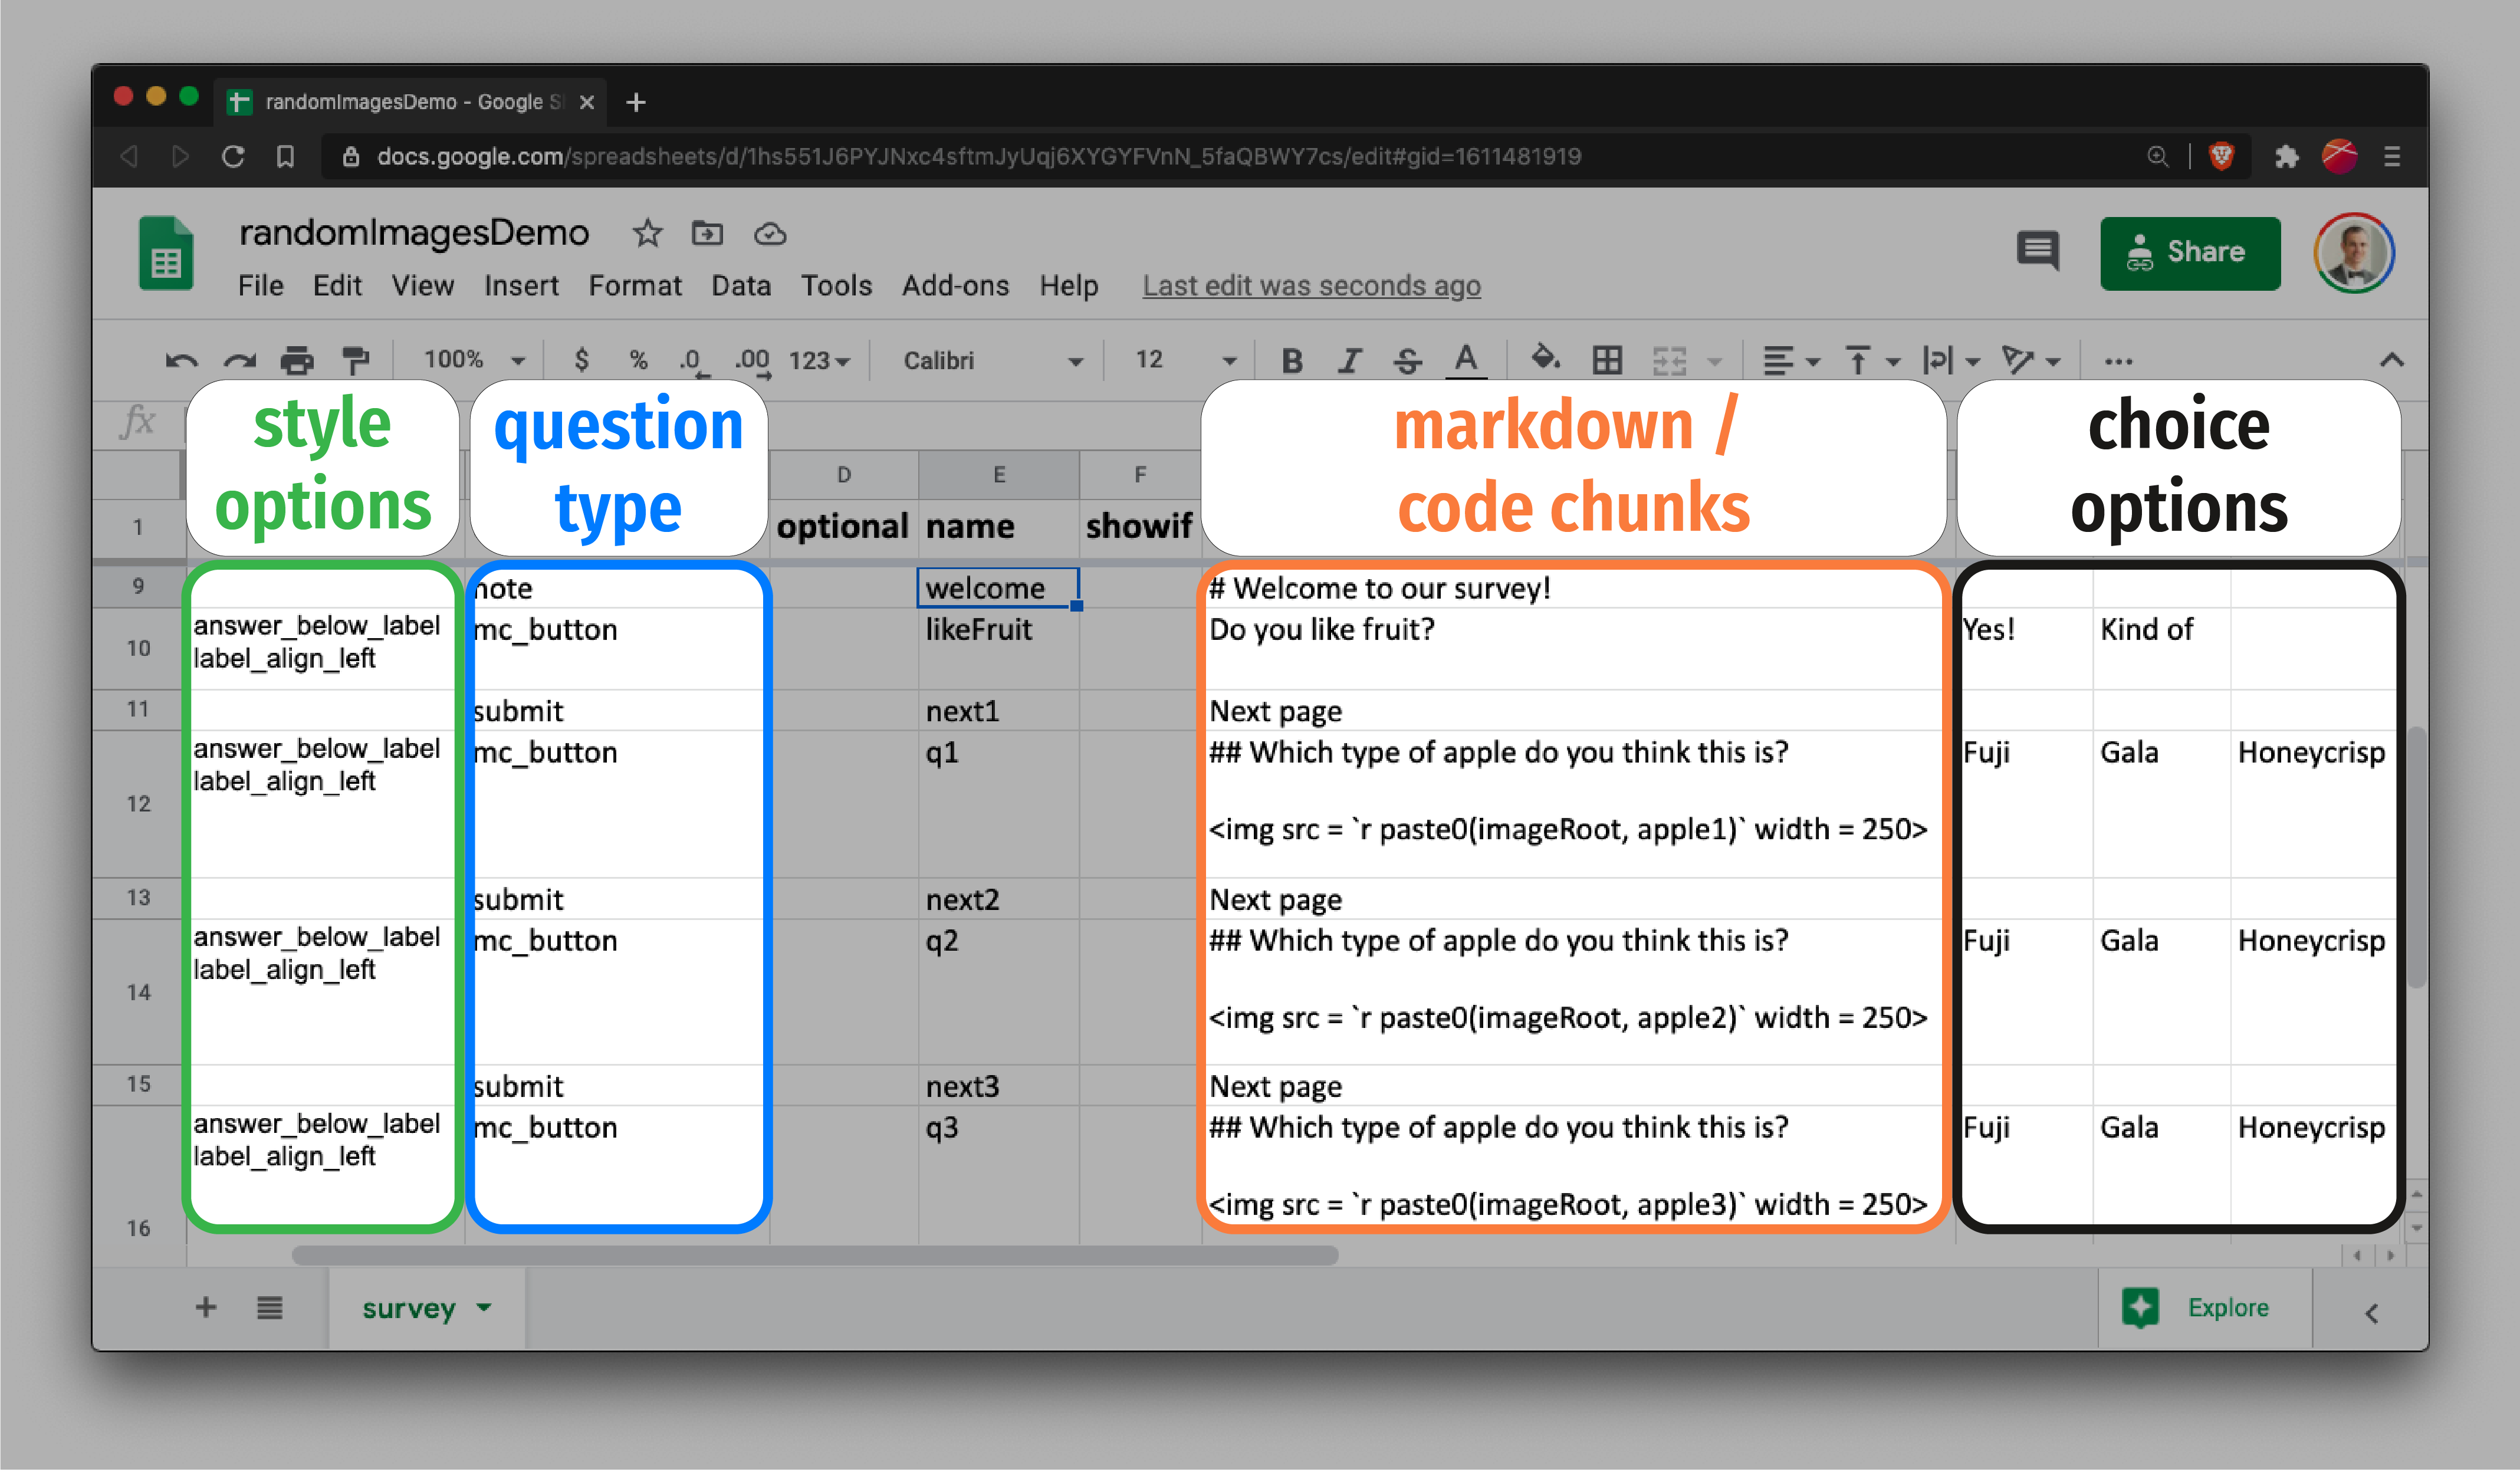 randomImagesDemo - Google S
docs.google.com/spreadsheets/d/1hs551J6PYJNxc4sftmJyUqj6XYGYFVnN_5faQBWY7cs/edit#gid=1611481919
randomImagesDemo
Share
File Edit View Insert Format Data Tools Add-ons Help Last edit was seconds ago
100% $ % .0 .00 123 Calibri 12 B I S A
fx
style
options
question
type
markdown /
code chunks
choice
options
D E F
1 optional name showif
9 note welcome # Welcome to our survey!
10 answer_below_label mc_button likeFruit Do you like fruit? Yes! Kind of
label_align_left
11 submit next1 Next page
12 answer_below_label mc_button q1 ## Which type of apple do you think this is? Fuji Gala Honeycrisp
label_align_left
<img src = `r paste0(imageRoot, apple1)` width = 250>
13 submit next2 Next page
14 answer_below_label mc_button q2 ## Which type of apple do you think this is? Fuji Gala Honeycrisp
label_align_left
<img src = `r paste0(imageRoot, apple2)` width = 250>
15 submit next3 Next page
16 answer_below_label mc_button q3 ## Which type of apple do you think this is? Fuji Gala Honeycrisp
label_align_left
<img src = `r paste0(imageRoot, apple3)` width = 250>
survey
Explore